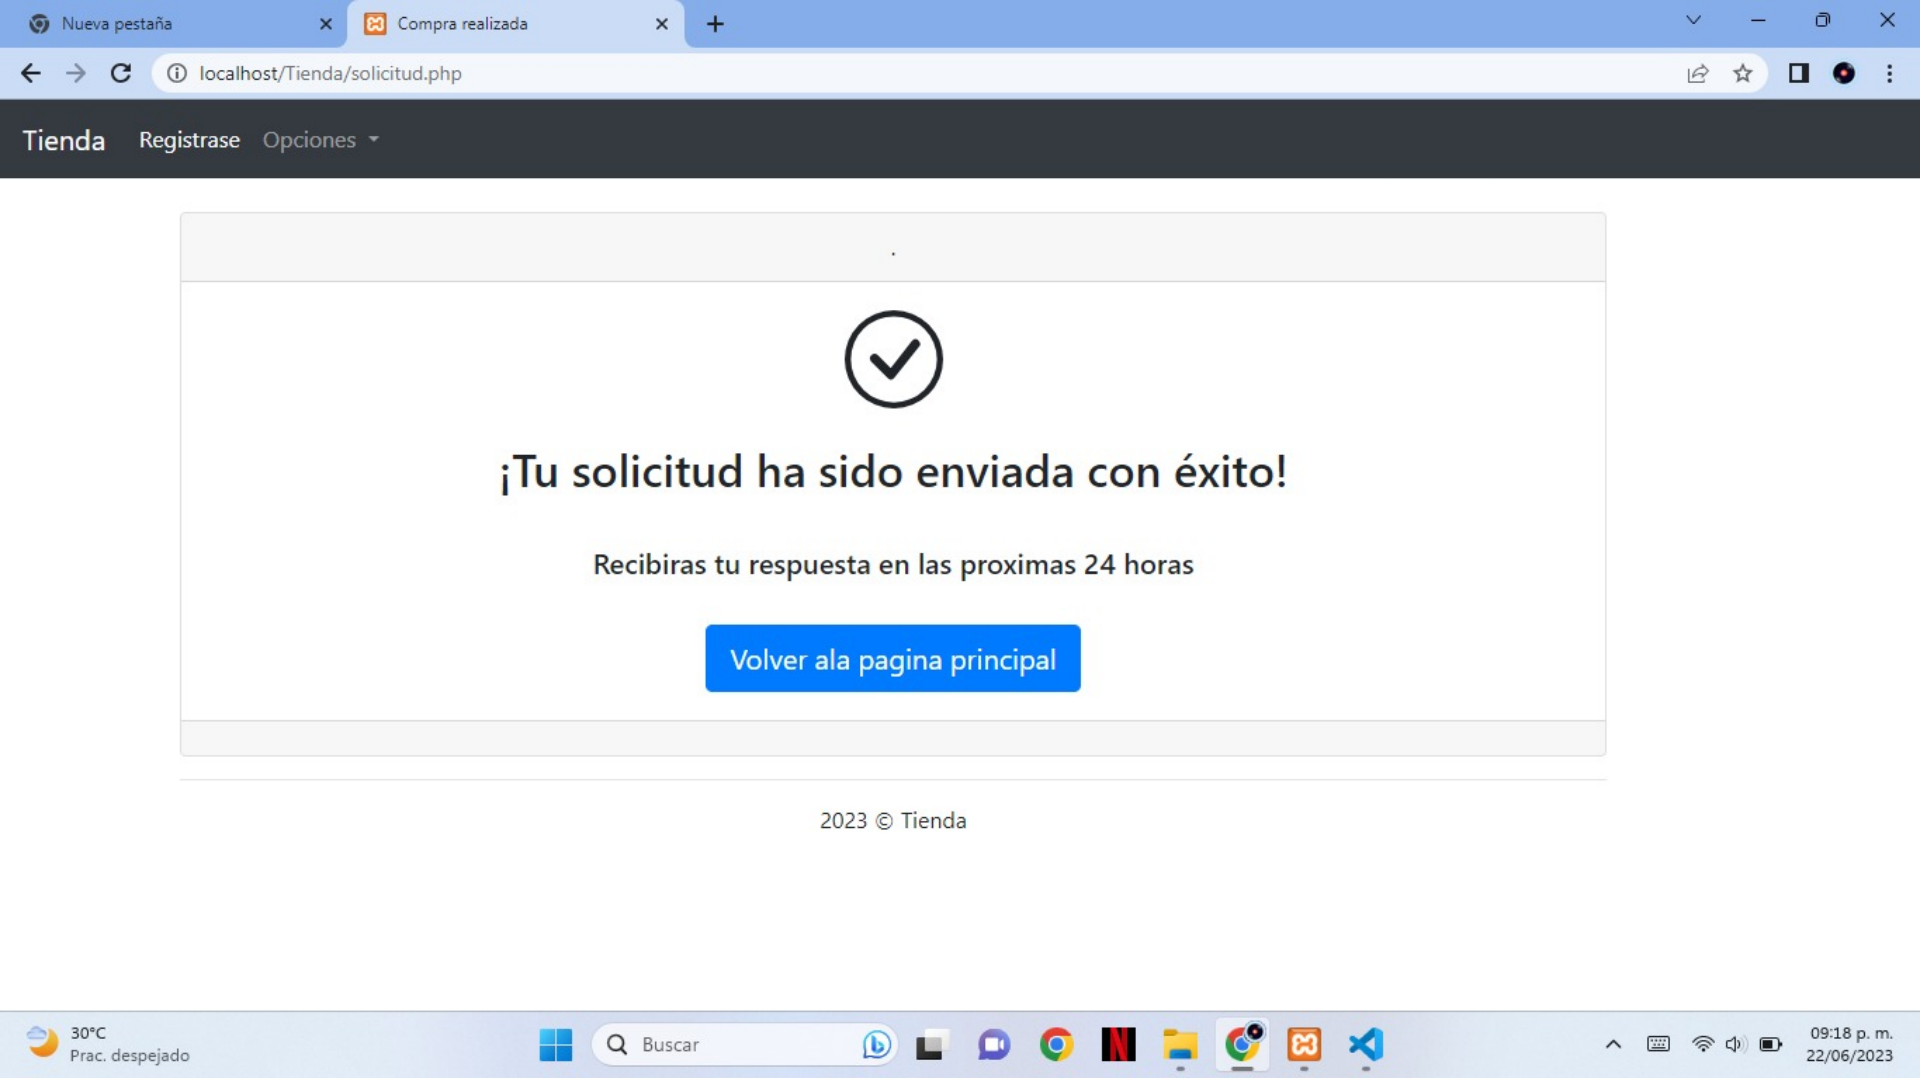 Nueva pestaña
Compra realizada
localhost/Tienda/solicitud.php
Tienda Registrase Opciones
.
¡Tu solicitud ha sido enviada con éxito!
Recibiras tu respuesta en las proximas 24 horas
Volver ala pagina principal
2023 © Tienda
30°C
Prac. despejado
Buscar
09:18 p. m.
22/06/2023